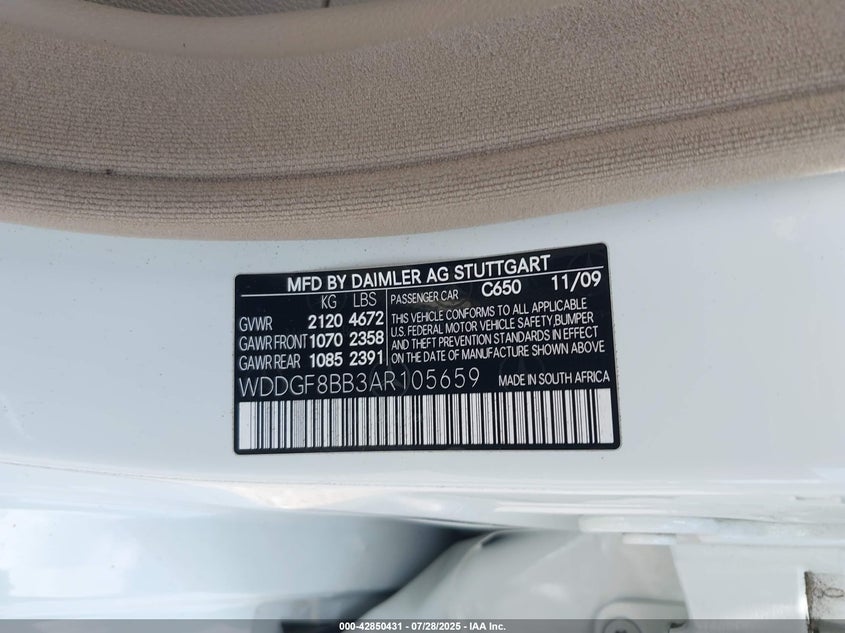 MFD BY DAIMLER AG STUTTGART
KG LBS PASSENGER CAR C650 11/09
GVWR 2120 4672
GAWR FRONT 1070 2358
GAWR REAR 1085 2391
THIS VEHICLE CONFORMS TO ALL APPLICABLE
U.S. FEDERAL MOTOR VEHICLE SAFETY,BUMPER
AND THEFT PREVENTION STANDARDS IN EFFECT
ON THE DATE OF MANUFACTURE SHOWN ABOVE
WDDGF8BB3AR105659 MADE IN SOUTH AFRICA
000-42850431 / 07/28/2025 - IAA Inc.